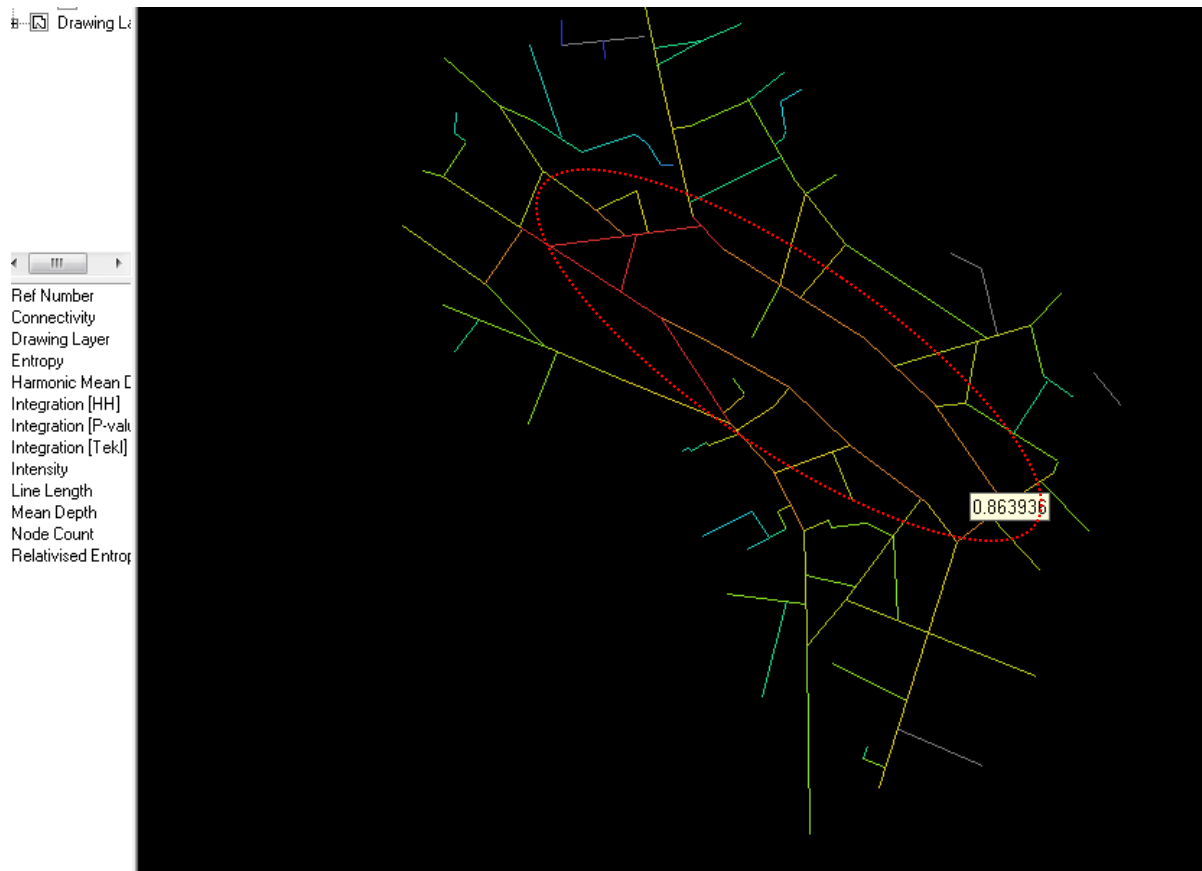 Drawing La
Ref Number
Connectivity
Drawing Layer
Entropy
Harmonic Mean D
Integration [HH]
Integration [P-valu
Integration [Tekl]
Intensity
Line Length
Mean Depth
Node Count
Relativised Entrop
0.863936